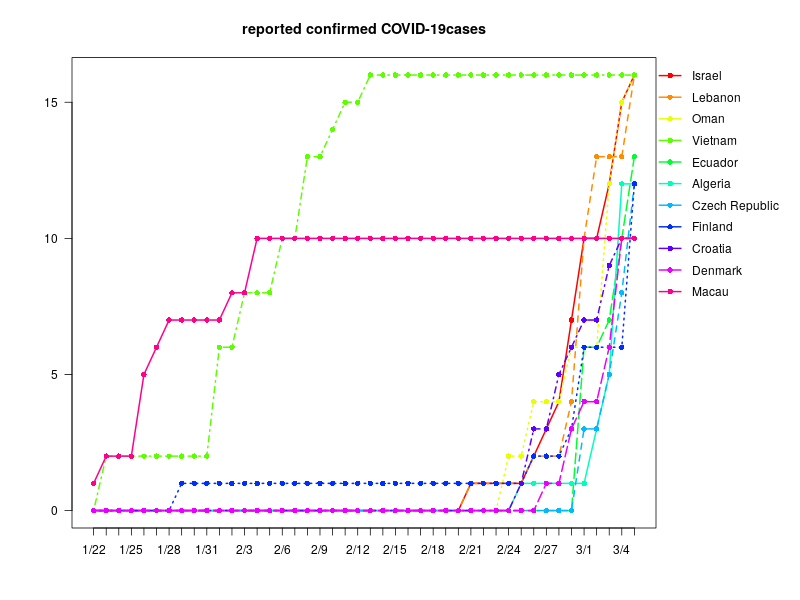 reported confirmed COVID-19cases
15
10
5
0
1/22 1/25 1/28 1/31 2/3 2/6 2/9 2/12 2/15 2/18 2/21 2/24 2/27 3/1 3/4
Israel
Lebanon
Oman
Vietnam
Ecuador
Algeria
Czech Republic
Finland
Croatia
Denmark
Macau